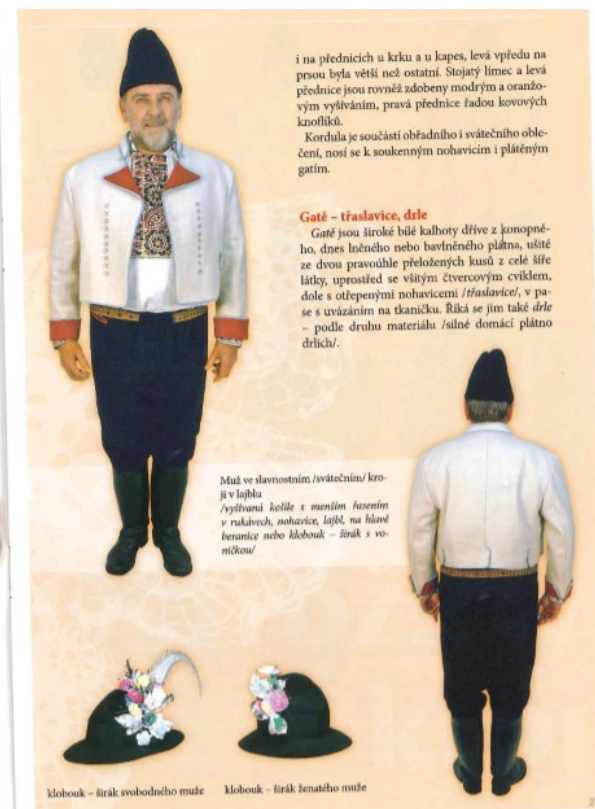 i na přednicích u krku a u kapes, levá vpředu na
prsou byla větší než ostatní. Stojatý límec a levá
přednice jsou rovněž zdobeny modrým a oranžo-
vým vyšíváním, pravá přednice řadou kovových
knoflíků.
Kordula je součástí obřadního i svátečního oble-
čení, nosí se k soukenným nohavicím i plátěným
gatím.
Gatě – třaslavice, drle
Gatě jsou široké bílé kalhoty dříve z konopné-
ho, dnes lněného nebo bavlněného plátna, ušité
ze dvou pravoúhle přeložených kusů z celé šíře
látky, uprostřed se všitým čtvercovým cviklem,
dole s otřepenými nohavicemi /třaslavice/, v pa-
se s uvázáním na tkaničku. Říká se jim také drle
– podle druhu materiálu /silné domácí plátno
drlich/.
Muž ve slavnostním /svátečním/ kro-
ji v lajblu
/vyšívaná košile s menším řasením
v rukávech, nohavice, lajbl, na hlavě
beranice nebo klobouk – širák s vo-
ničkou/
klobouk – širák svobodného muže
klobouk – širák ženatého muže